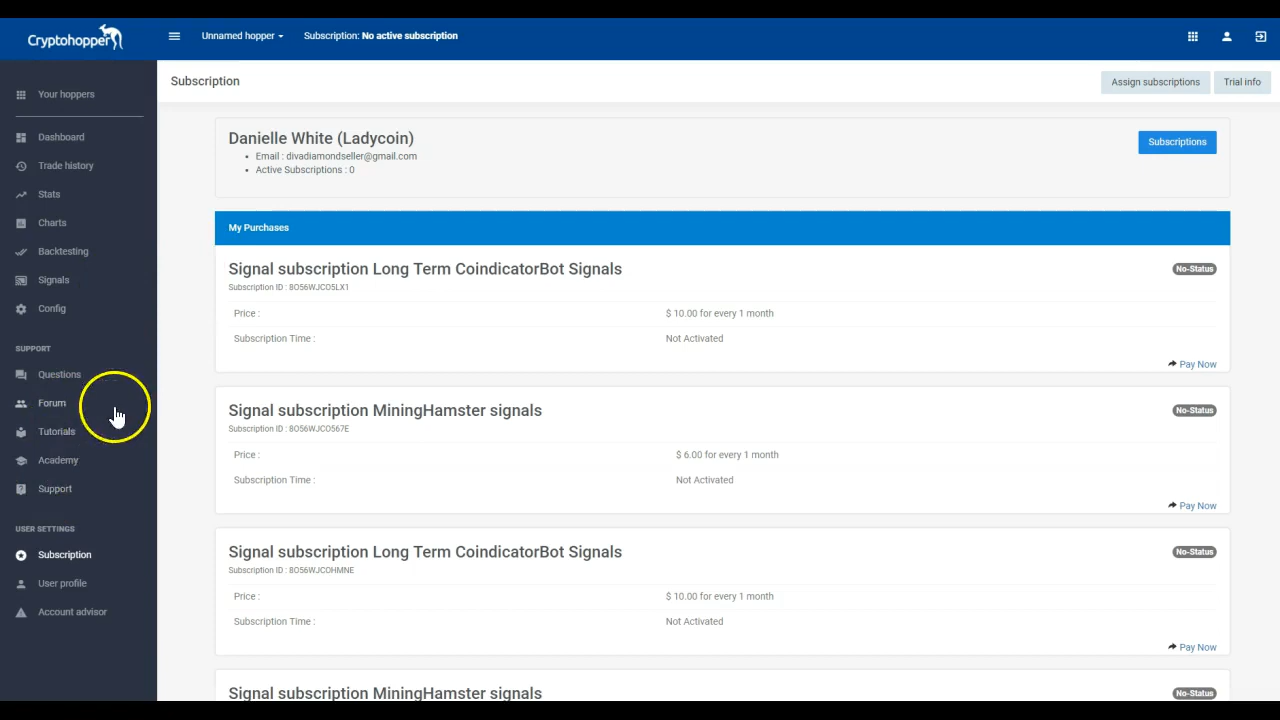 Cryptohopper
Unnamed hopper
Subscription: No active subscription
Your hoppers
Dashboard
Trade history
Stats
Charts
Backtesting
Signals
Config
SUPPORT
Questions
Forum
Tutorials
Academy
Support
USER SETTINGS
Subscription
User profile
Account advisor
Subscription
Assign subscriptions
Trial info
Danielle White (Ladycoin)
Email : divadiamondseller@gmail.com
Active Subscriptions : 0
Subscriptions
My Purchases
Signal subscription Long Term CoindicatorBot Signals
No-Status
Subscription ID : 8O56WJCO5LX1
Price : $ 10.00 for every 1 month
Subscription Time : Not Activated
Pay Now
Signal subscription MiningHamster signals
No-Status
Subscription ID : 8O56WJCO567E
Price : $ 6.00 for every 1 month
Subscription Time : Not Activated
Pay Now
Signal subscription Long Term CoindicatorBot Signals
No-Status
Subscription ID : 8O56WJCOHMNE
Price : $ 10.00 for every 1 month
Subscription Time : Not Activated
Pay Now
Signal subscription MiningHamster signals
No-Status